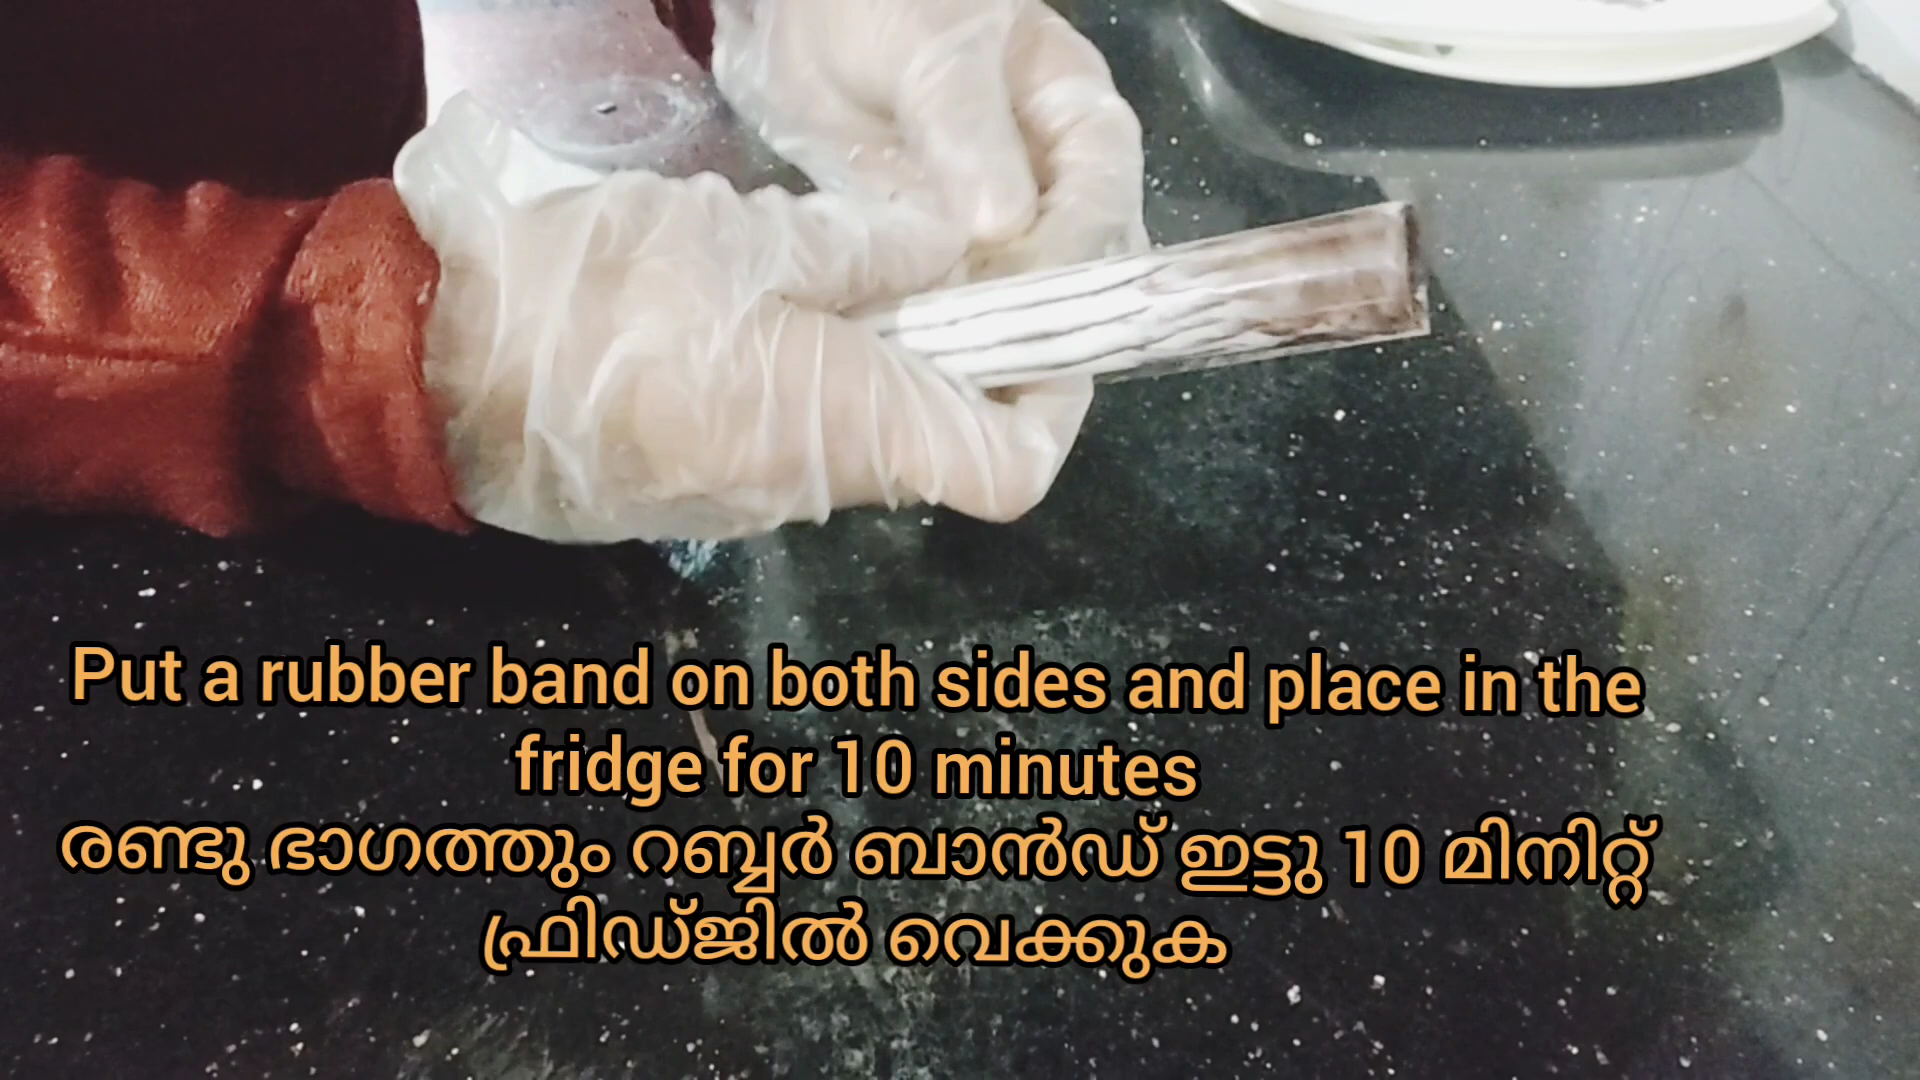 Put a rubber band on both sides and place in the
fridge for 10 minutes
രണ്ടു ഭാഗത്തും റബ്ബർ ബാൻഡ് ഇട്ടു 10 മിനിറ്റ്
ഫ്രിഡ്ജിൽ വെക്കുക